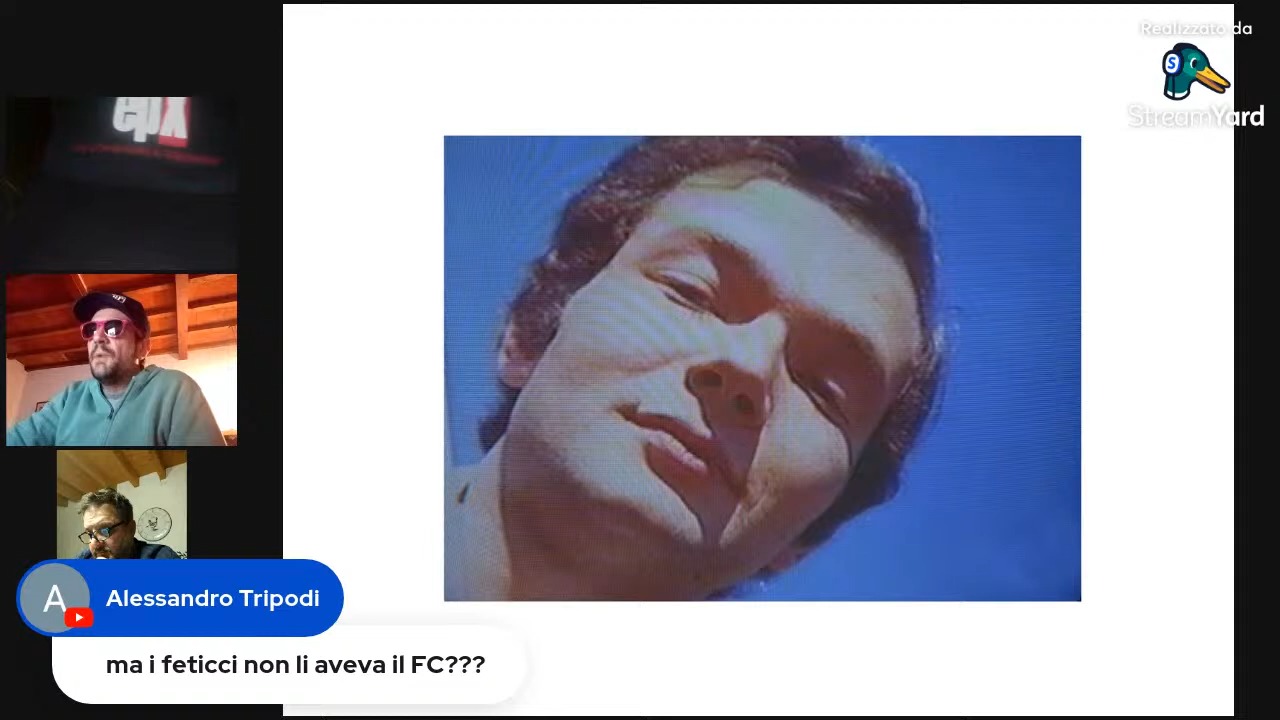 Realizzato da
StreamYard
epx
Alessandro Tripodi
ma i feticci non li aveva il FC???